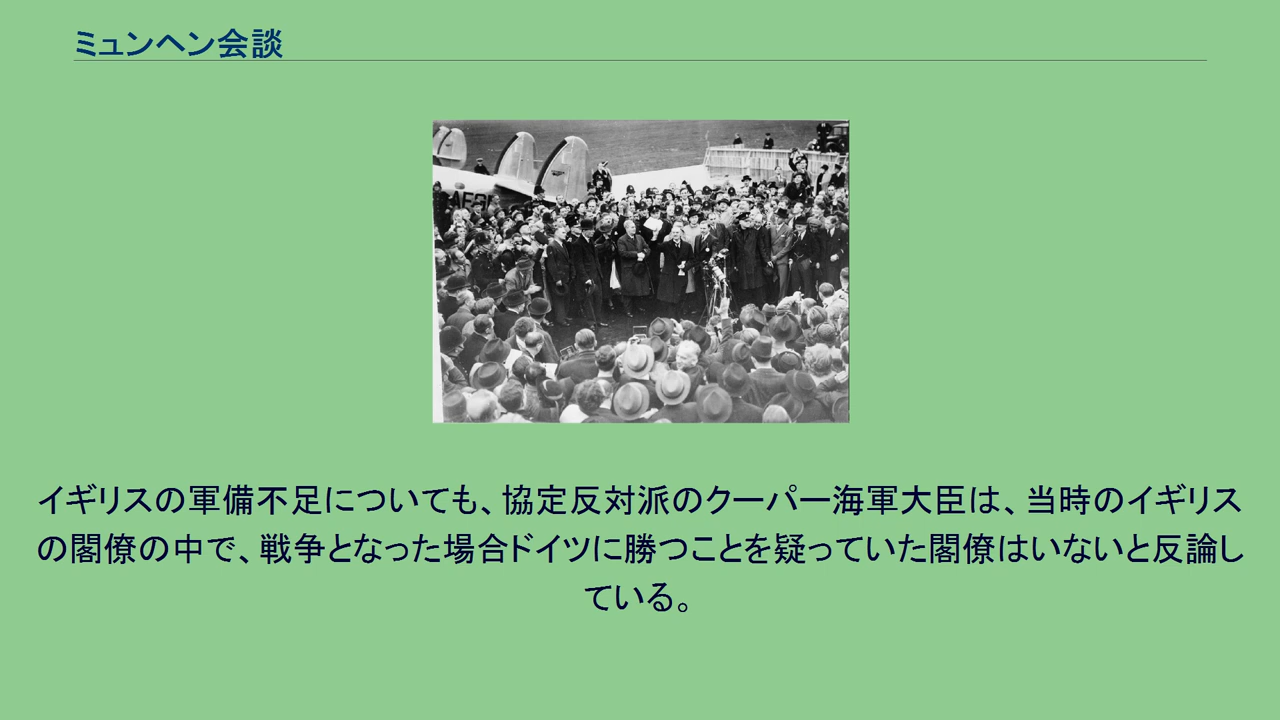 ミュンヘン会談
イギリスの軍備不足についても、協定反対派のクーパー海軍大臣は、当時のイギリス
の閣僚の中で、戦争となった場合ドイツに勝つことを疑っていた閣僚はいないと反論し
ている。